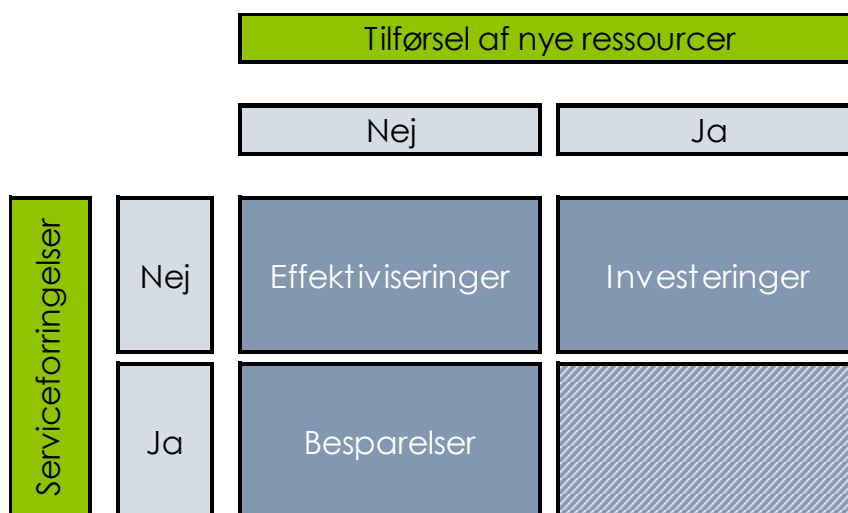 Tilførsel af nye ressourcer
Nej
Ja
Serviceforringelser
Nej
Effektiviseringer
Investeringer
Ja
Besparelser